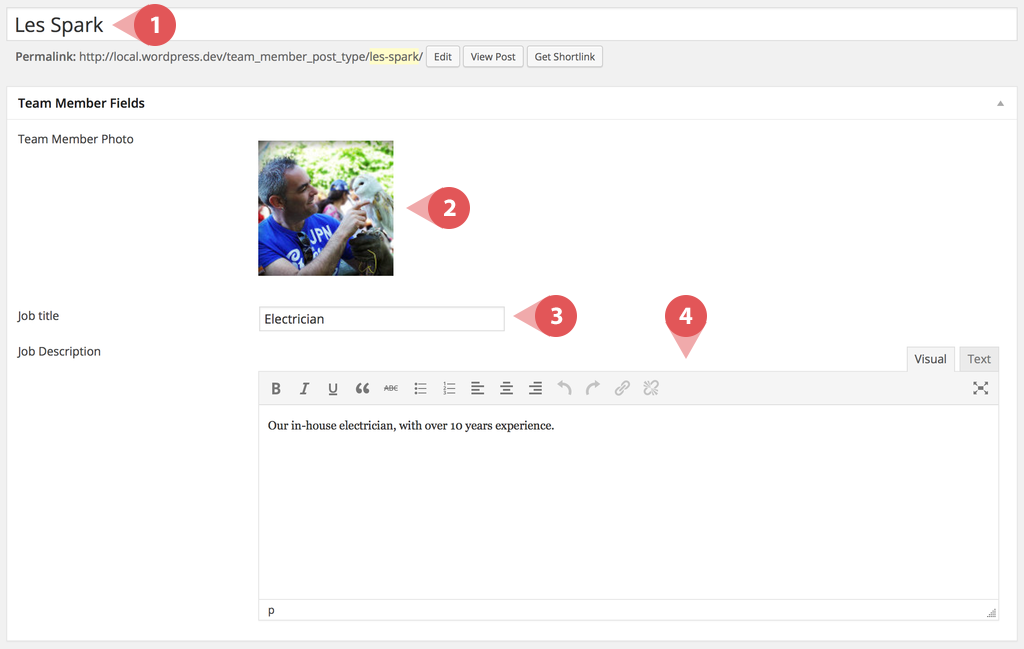 Les Spark 1
Permalink: http://local.wordpress.dev/team_member_post_type/les-spark/ Edit View Post Get Shortlink
Team Member Fields
Team Member Photo
JPN
2
Job title Electrician 3 4
Job Description
Visual Text
B I U ABC
Our in-house electrician, with over 10 years experience.
p